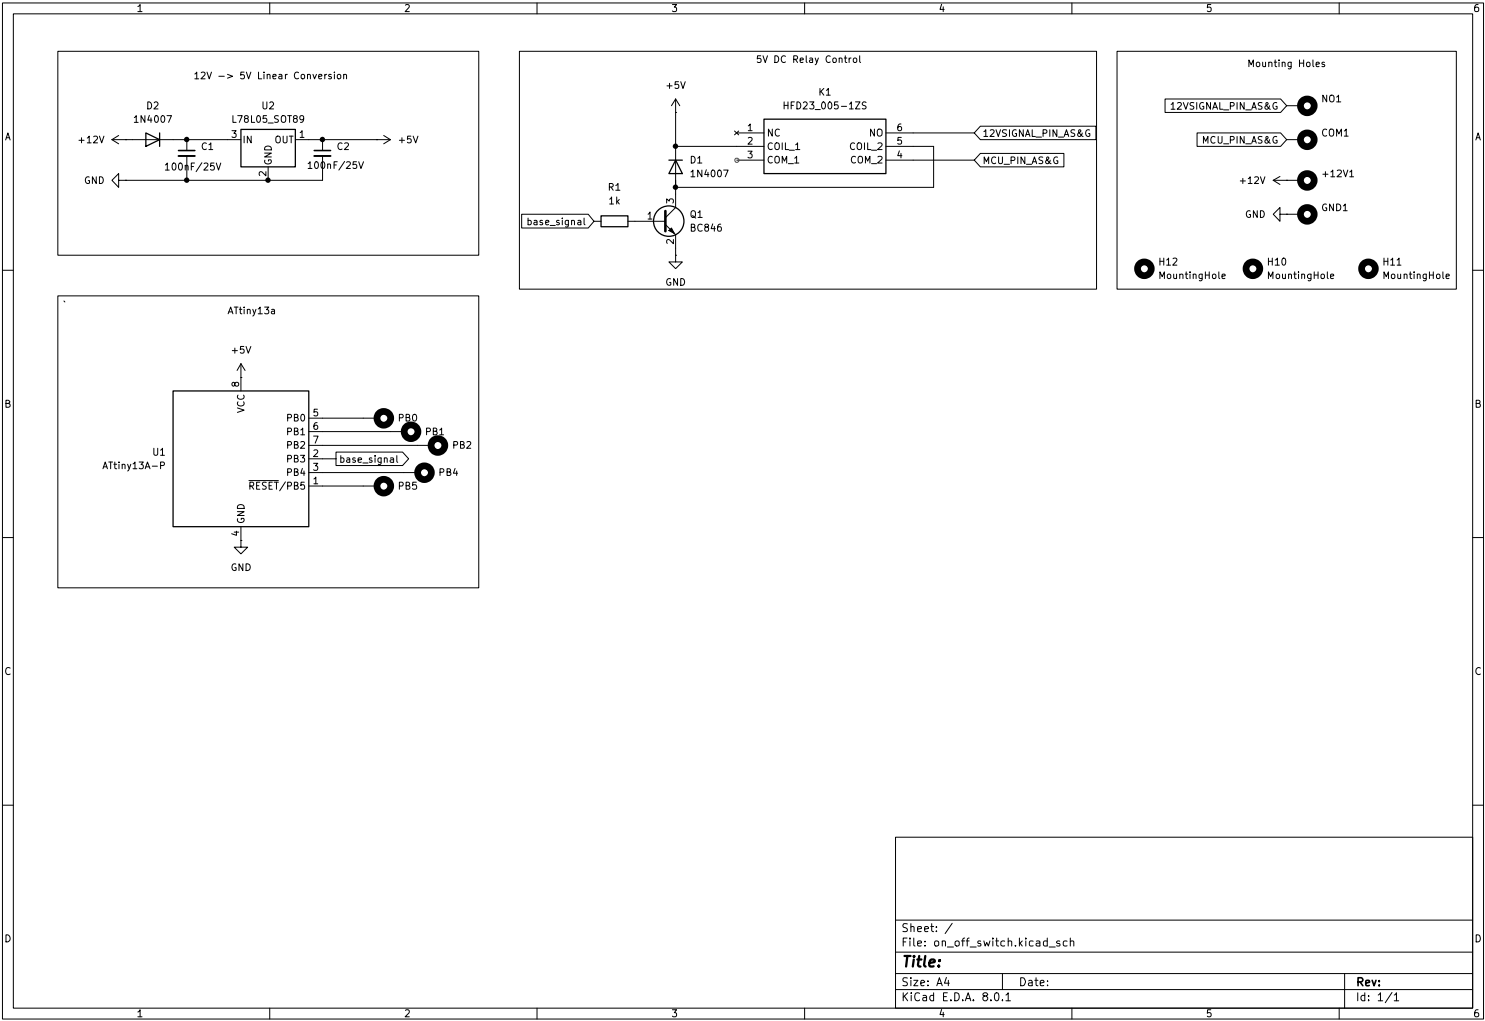 1 2 3 4 5 6
A
B
C
D
12V -> 5V Linear Conversion
D2
1N4007
U2
L78L05_SOT89
+12V
3 IN
OUT 1
GND
2
+5V
C1
100nF/25V
C2
100nF/25V
GND
5V DC Relay Control
+5V
K1
HFD23_005-1ZS
1 NC
2 COIL_1
3 COM_1
NO 6
COIL_2 5
COM_2 4
12VSIGNAL_PIN_AS&G
MCU_PIN_AS&G
D1
1N4007
R1
1k
base_signal
1
3
2
Q1
BC846
GND
Mounting Holes
12VSIGNAL_PIN_AS&G
NO1
MCU_PIN_AS&G
COM1
+12V
+12V1
GND
GND1
H12
MountingHole
H10
MountingHole
H11
MountingHole
ATtiny13a
+5V
8
VCC
U1
ATtiny13A-P
PB0 5
PB0
PB1 6
PB1
PB2 7
PB2
PB3 2
base_signal
PB4 3
PB4
RESET/PB5 1
PB5
GND
4
GND
A
B
C
D
Sheet: /
File: on_off_switch.kicad_sch
Title:
Size: A4
Date:
Rev:
KiCad E.D.A. 8.0.1
Id: 1/1
1 2 3 4 5 6